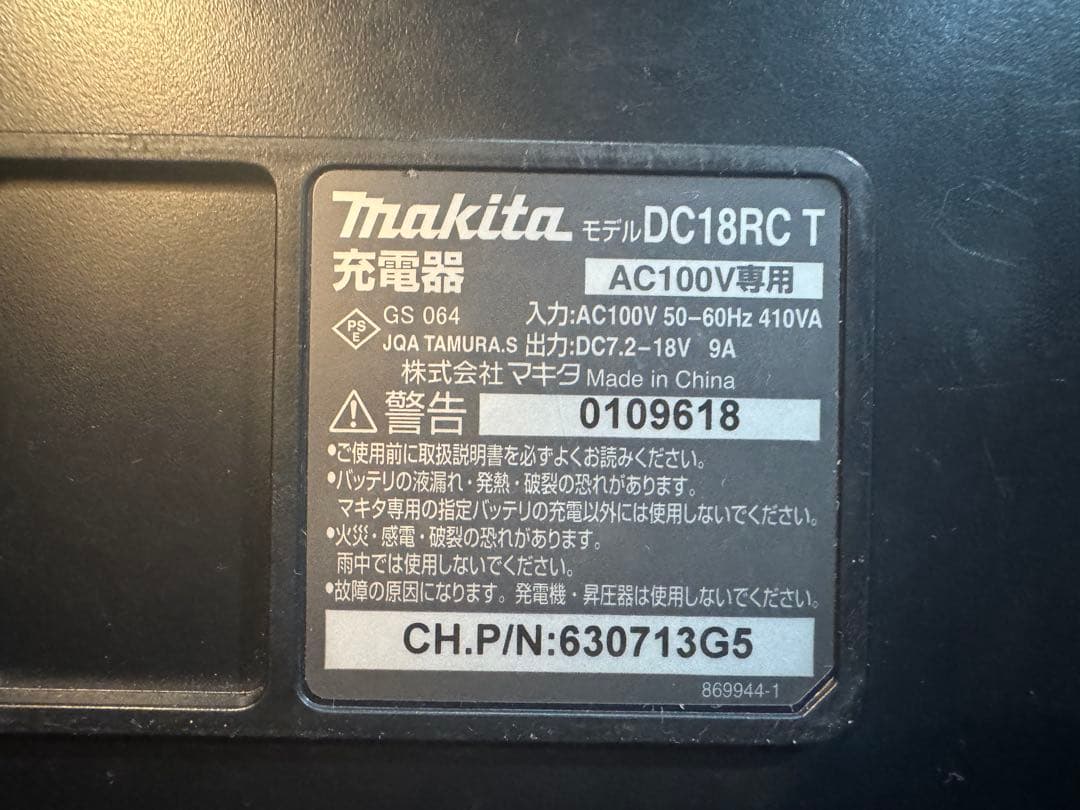 makita モデルDC18RC T
充電器 AC100V専用
PSE GS 064 入力:AC100V 50-60Hz 410VA
JQA TAMURA.S 出力:DC7.2-18V 9A
株式会社マキタ Made in China
警告 0109618
•ご使用前に取扱説明書を必ずよくお読みください。
•バッテリの液漏れ・発熱・破裂の恐れがあります。
マキタ専用の指定バッテリの充電以外には使用しないでください。
•火災・感電・破裂の恐れがあります。
雨中では使用しないでください。
•故障の原因になります。発電機・昇圧器は使用しないでください。
CH.P/N:630713G5
869944-1